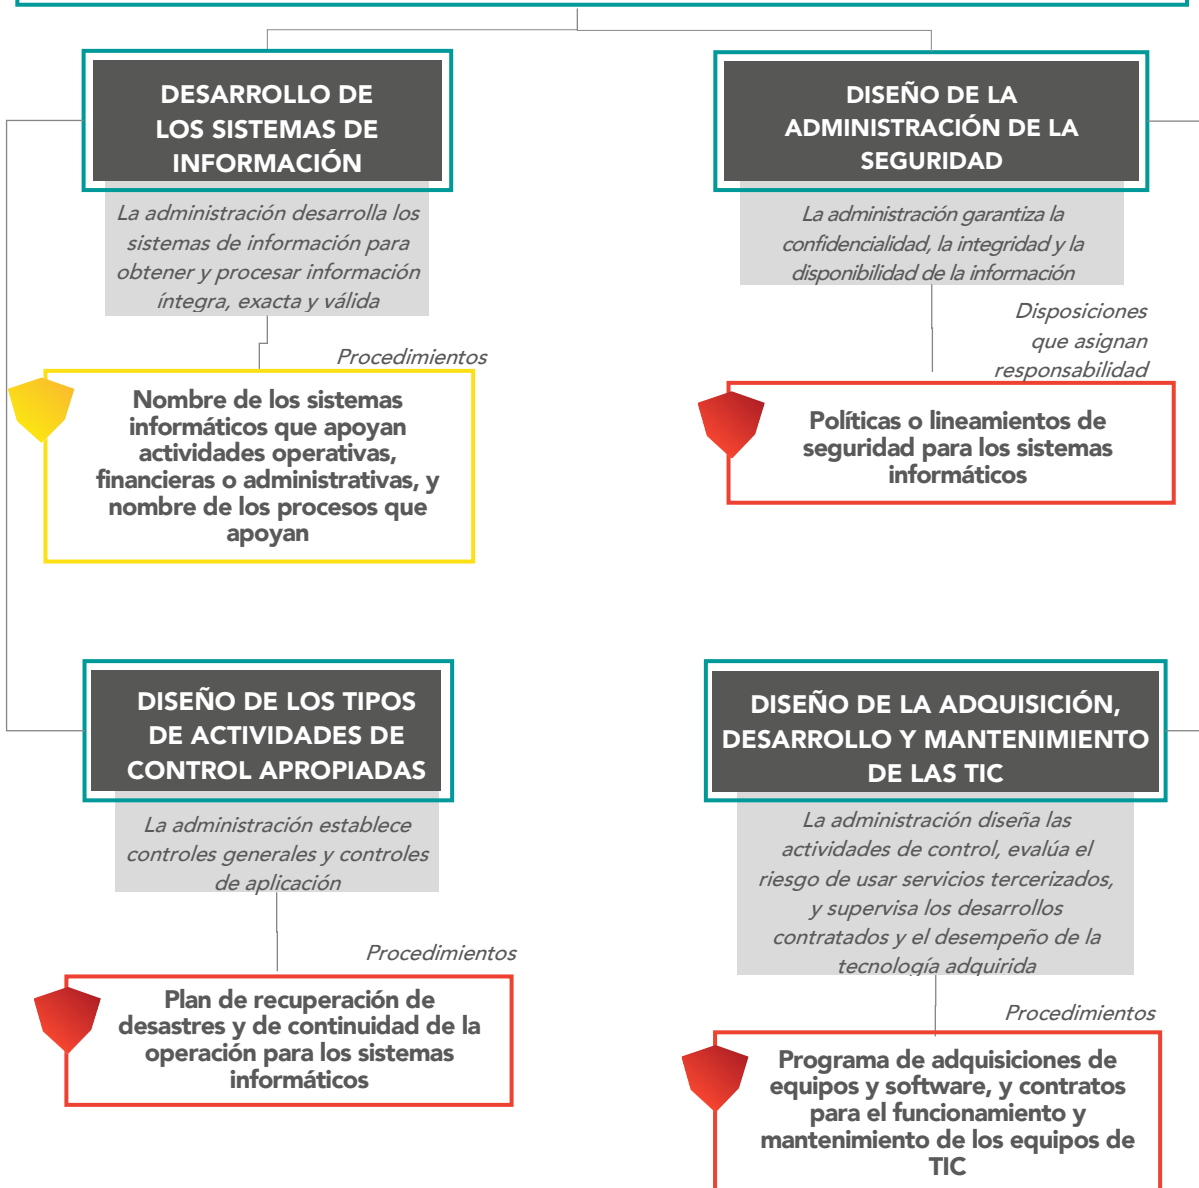 DESARROLLO DE
LOS SISTEMAS DE
INFORMACIÓN
La administración desarrolla los
sistemas de información para
obtener y procesar información
íntegra, exacta y válida
Procedimientos
Nombre de los sistemas
informáticos que apoyan
actividades operativas,
financieras o administrativas, y
nombre de los procesos que
apoyan
DISEÑO DE LA
ADMINISTRACIÓN DE LA
SEGURIDAD
La administración garantiza la
confidencialidad, la integridad y la
disponibilidad de la información
Disposiciones
que asignan
responsabilidad
Políticas o lineamientos de
seguridad para los sistemas
informáticos
DISEÑO DE LOS TIPOS
DE ACTIVIDADES DE
CONTROL APROPIADAS
La administración establece
controles generales y controles
de aplicación
Procedimientos
Plan de recuperación de
desastres y de continuidad de la
operación para los sistemas
informáticos
DISEÑO DE LA ADQUISICIÓN,
DESARROLLO Y MANTENIMIENTO
DE LAS TIC
La administración diseña las
actividades de control, evalúa el
riesgo de usar servicios tercerizados,
y supervisa los desarrollos
contratados y el desempeño de la
tecnología adquirida
Procedimientos
Programa de adquisiciones de
equipos y software, y contratos
para el funcionamiento y
mantenimiento de los equipos de
TIC